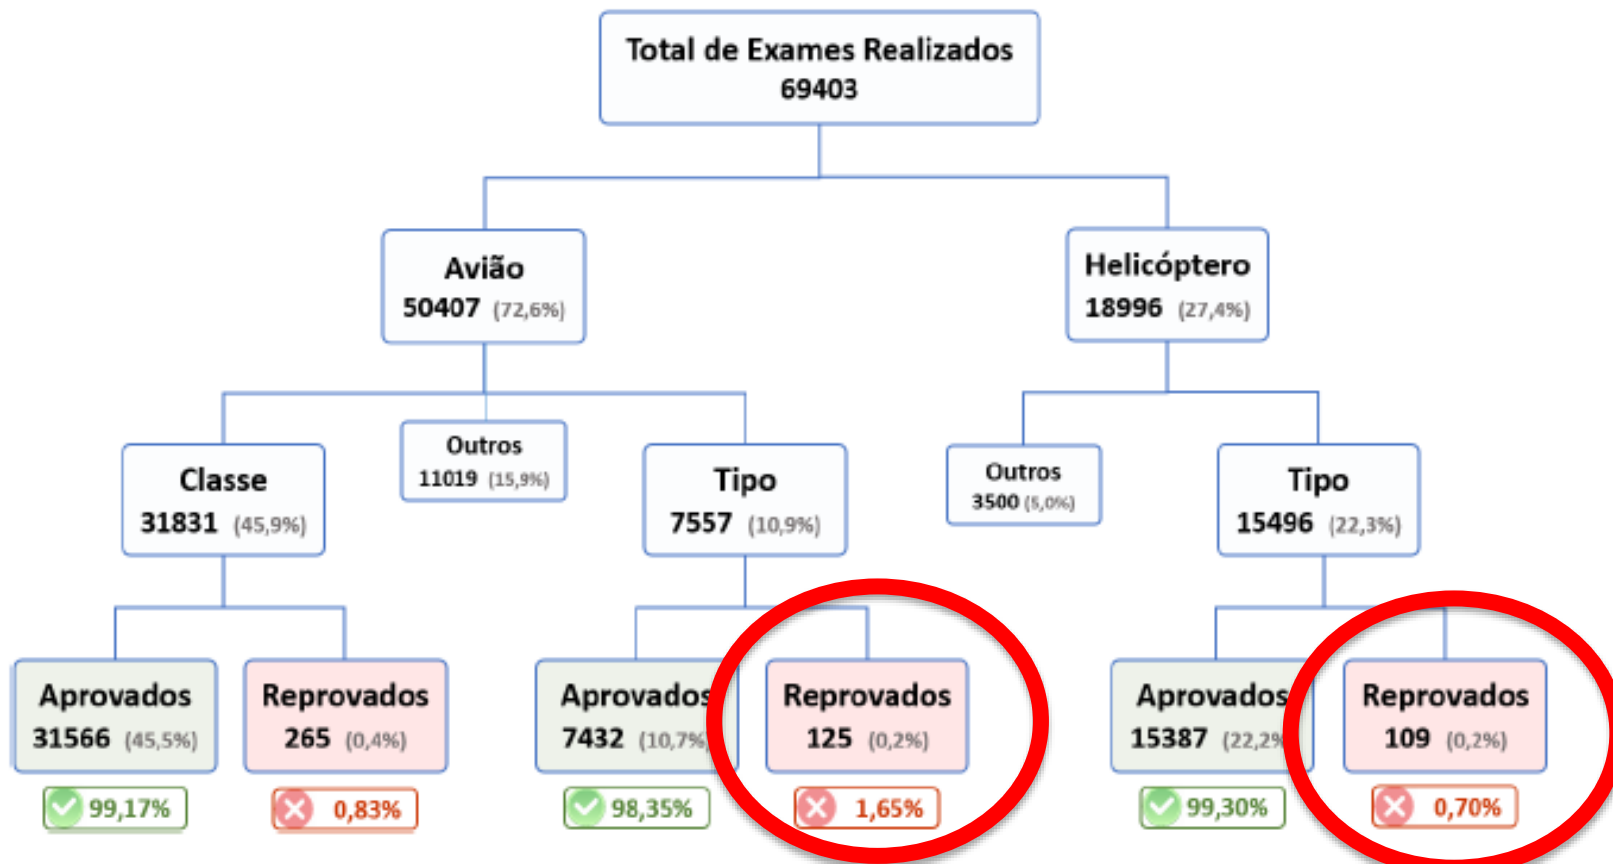 Total de Exames Realizados
69403
Avião
50407 (72,6%)
Helicóptero
18996 (27,4%)
Classe
31831 (45,9%)
Outros
11019 (15,9%)
Tipo
7557 (10,9%)
Outros
3500 (5,0%)
Tipo
15496 (22,3%)
Aprovados
31566 (45,5%)
99,17%
Reprovados
265 (0,4%)
0,83%
Aprovados
7432 (10,7%)
98,35%
Reprovados
125 (0,2%)
1,65%
Aprovados
15387 (22,2%
99,30%
Reprovados
109 (0,2%)
0,70%